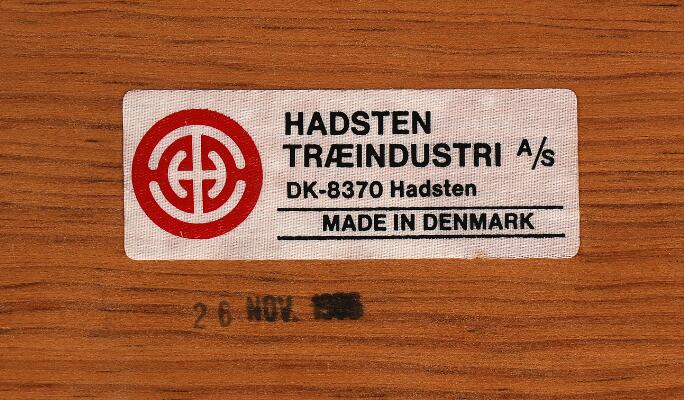 HADSTEN
TRÆINDUSTRI A/S
DK-8370 Hadsten
MADE IN DENMARK
26 NOV.